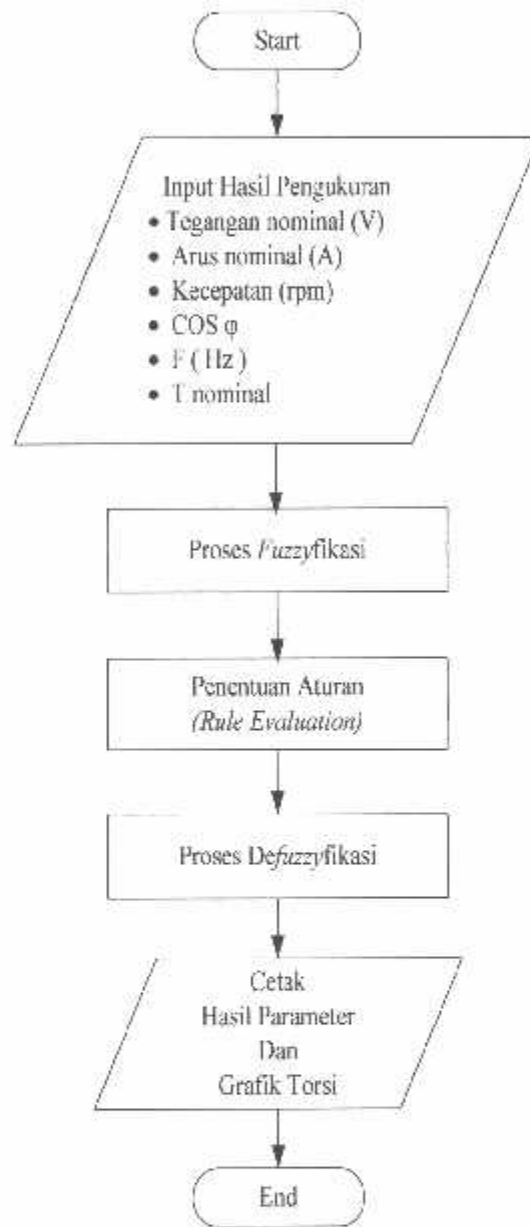 Start
Input Hasil Pengukuran
• Tegangan nominal (V)
• Arus nominal (A)
• Kecepatan (rpm)
• COS φ
• F ( Hz )
• T nominal
Proses Fuzzyfikasi
Penentuan Aturan
(Rule Evaluation)
Proses Defuzzyfikasi
Cetak
Hasil Parameter
Dan
Grafik Torsi
End